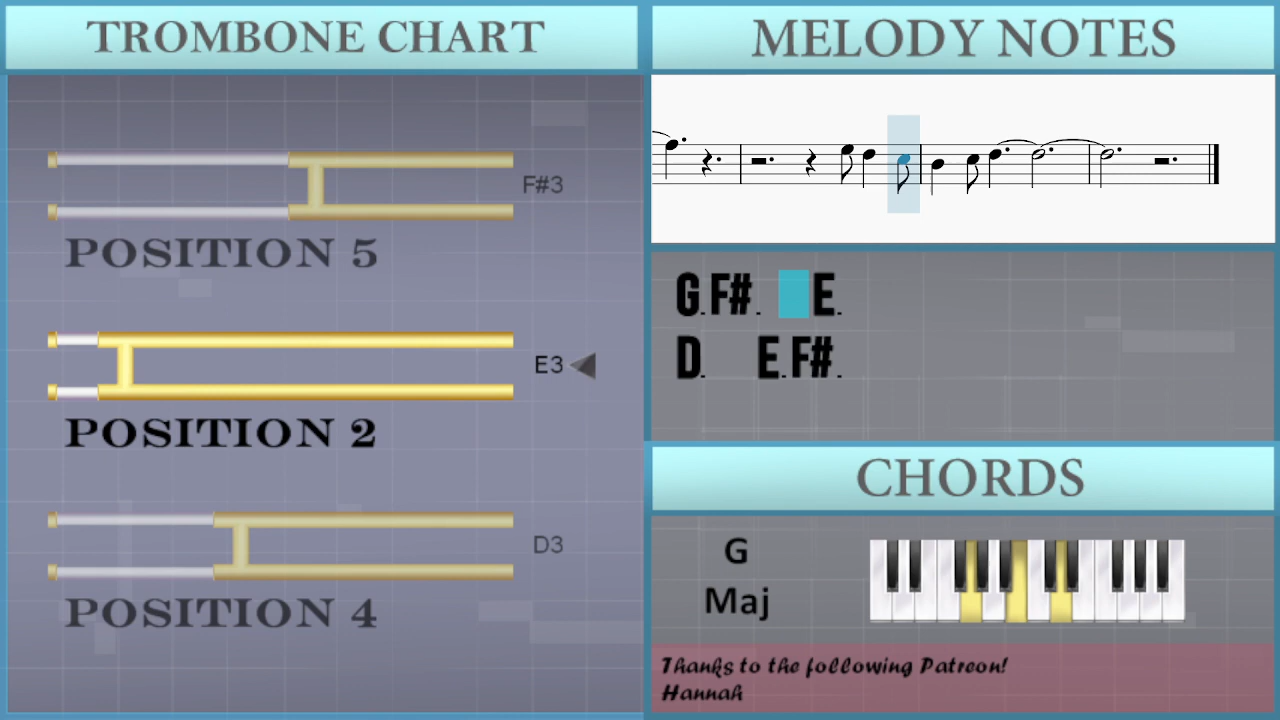 TROMBONE CHART
F#3
POSITION 5
E3
POSITION 2
D3
POSITION 4
MELODY NOTES
G. F#. E.
D. E. F#.
CHORDS
G
Maj
Thanks to the following Patreon!
Hannah